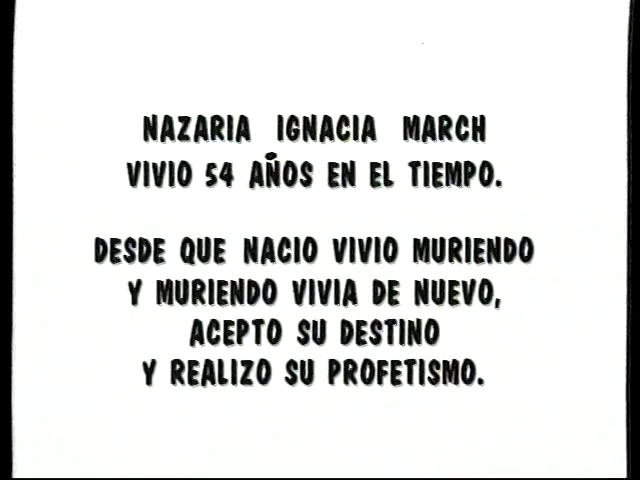 NAZARIA IGNACIA MARCH
VIVIO 54 AÑOS EN EL TIEMPO.
DESDE QUE NACIO VIVIO MURIENDO
Y MURIENDO VIVIA DE NUEVO,
ACEPTO SU DESTINO
Y REALIZO SU PROFETISMO.